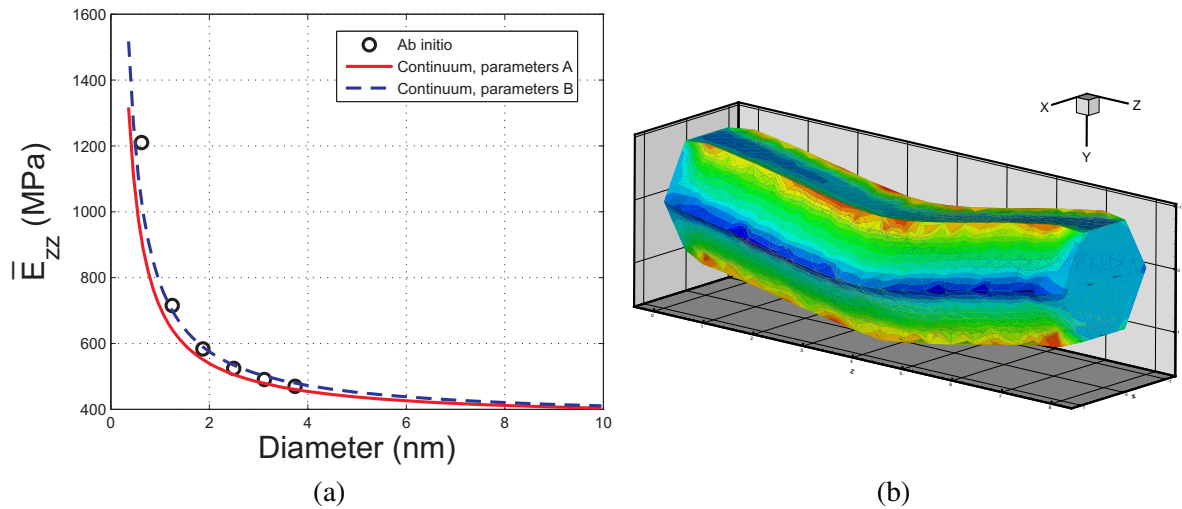 1600
1400
1200
1000
800
600
400
0 2 4 6 8 10
E̅zz (MPa)
Diameter (nm)
Ab initio
Continuum, parameters A
Continuum, parameters B
X Z
Y
z
x
(a) (b)